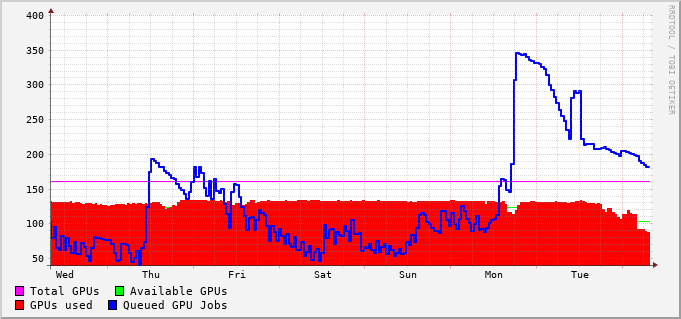 400
350
300
250
200
150
100
50
Wed Thu Fri Sat Sun Mon Tue
Total GPUs Available GPUs
GPUs used Queued GPU Jobs
RRDTOOL / TOBI OETIKER